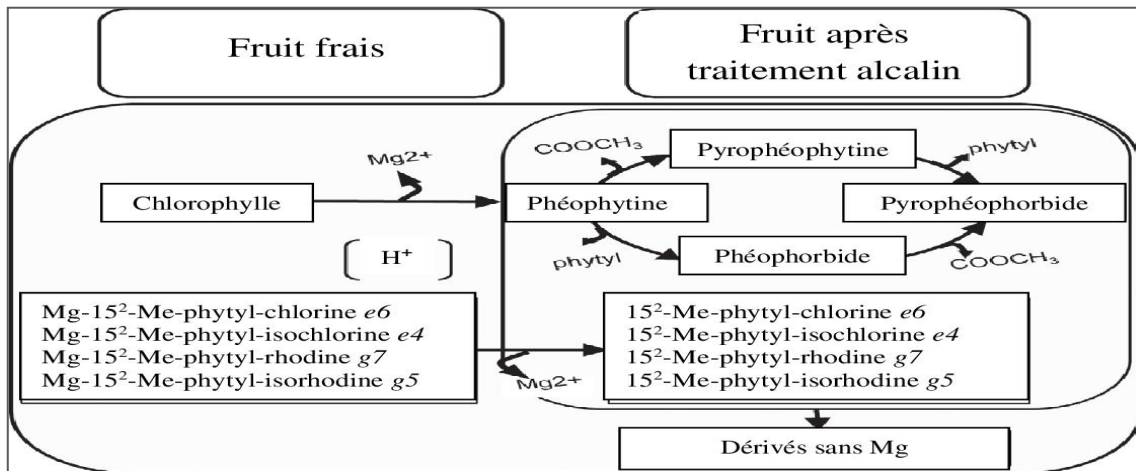 Fruit frais
Fruit après
traitement alcalin
Mg2+
COOCH₃
Pyrophéophytine
phytyl
Chlorophylle
Phéophytine
Pyrophéophorbide
H⁺
phytyl
Phéophorbide
COOCH₃
Mg-15²-Me-phytyl-chlorine e6
Mg-15²-Me-phytyl-isochlorine e4
Mg-15²-Me-phytyl-rhodine g7
Mg-15²-Me-phytyl-isorhodine g5
Mg2+
15²-Me-phytyl-chlorine e6
15²-Me-phytyl-isochlorine e4
15²-Me-phytyl-rhodine g7
15²-Me-phytyl-isorhodine g5
Dérivés sans Mg